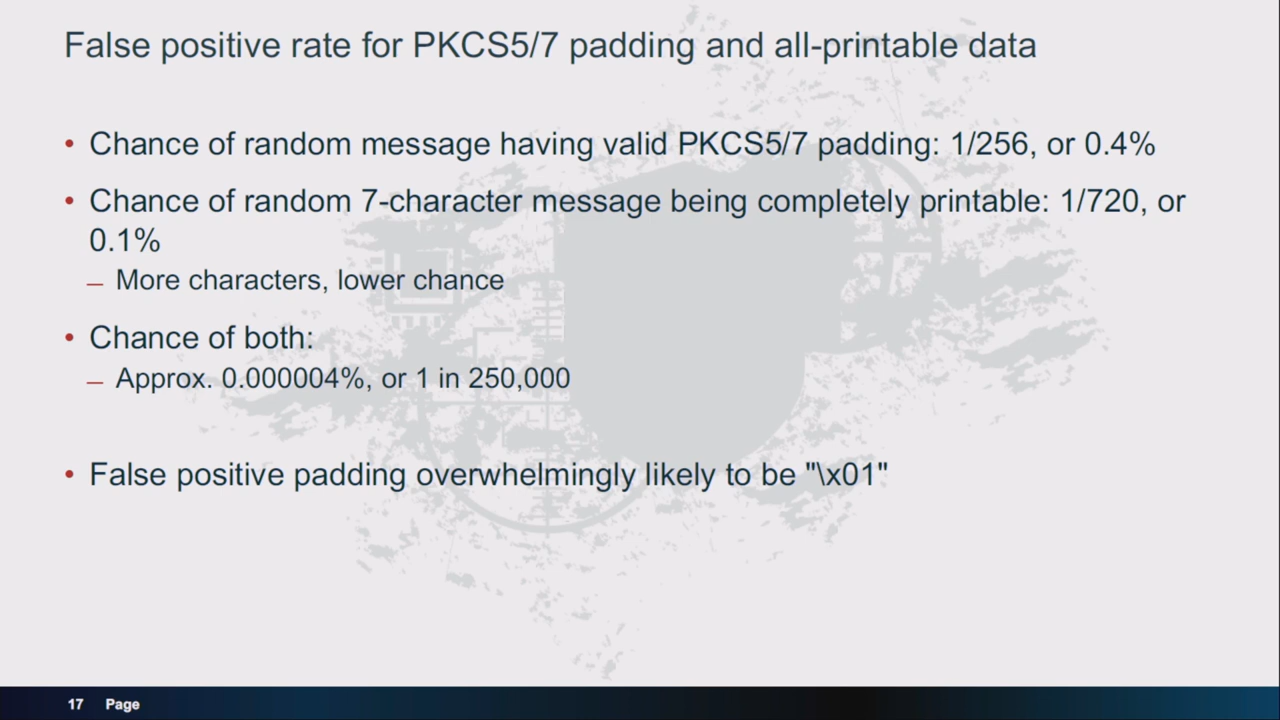 False positive rate for PKCS5/7 padding and all-printable data
• Chance of random message having valid PKCS5/7 padding: 1/256, or 0.4%
• Chance of random 7-character message being completely printable: 1/720, or
0.1%
– More characters, lower chance
• Chance of both:
– Approx. 0.000004%, or 1 in 250,000
• False positive padding overwhelmingly likely to be "\x01"
17 Page